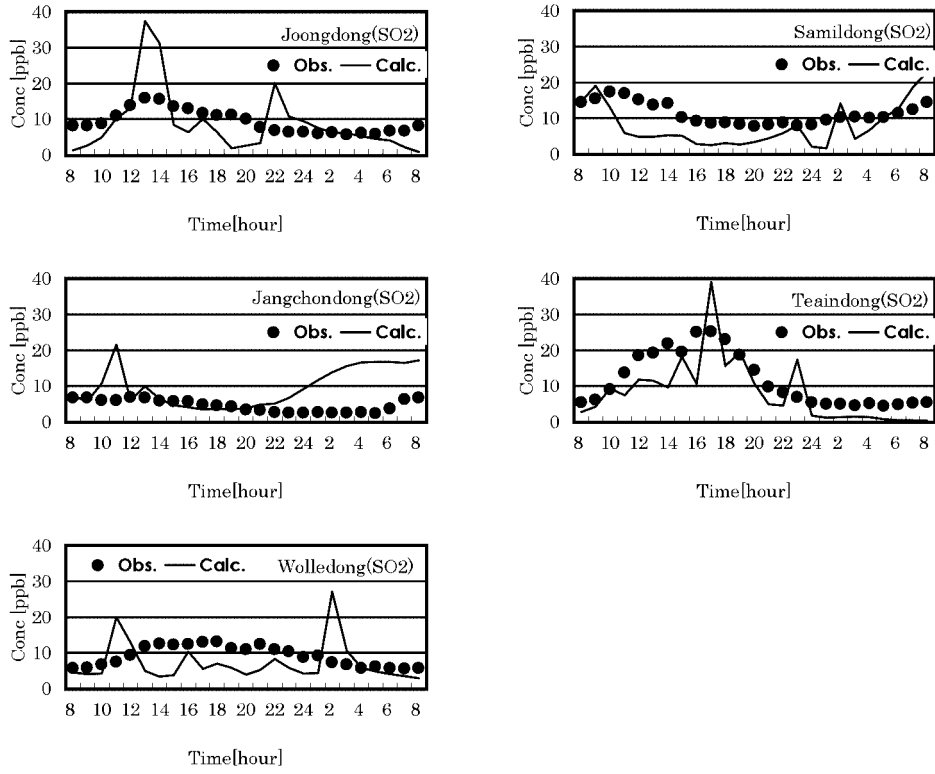 Joongdong(SO2)
Obs. Calc.
Conc [ppb]
40
30
20
10
0
8 10 12 14 16 18 20 22 24 2 4 6 8
Time[hour]
Samildong(SO2)
Obs. Calc.
Conc [ppb]
40
30
20
10
0
8 10 12 14 16 18 20 22 24 2 4 6 8
Time[hour]
Jangchondong(SO2)
Obs. Calc.
Conc [ppb]
40
30
20
10
0
8 10 12 14 16 18 20 22 24 2 4 6 8
Time[hour]
Teaindong(SO2)
Obs. Calc.
Conc [ppb]
40
30
20
10
0
8 10 12 14 16 18 20 22 24 2 4 6 8
Time[hour]
Obs. Calc. Wolledong(SO2)
Conc [ppb]
40
30
20
10
0
8 10 12 14 16 18 20 22 24 2 4 6 8
Time[hour]